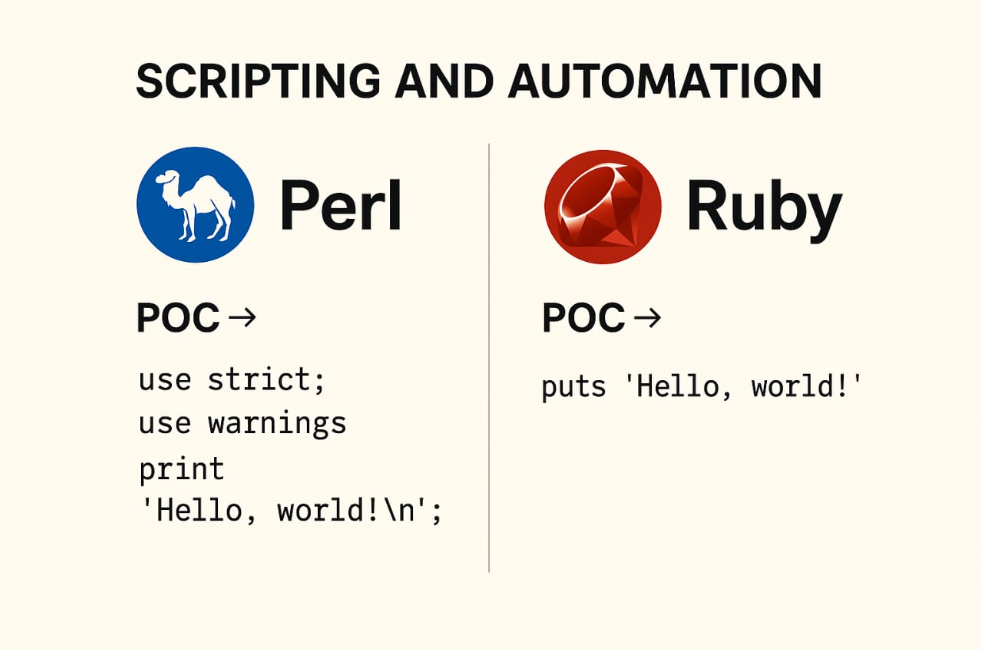 SCRIPTING AND AUTOMATION
Perl
POC →
use strict;
use warnings
print
'Hello, world!\n';
Ruby
POC →
puts 'Hello, world!'